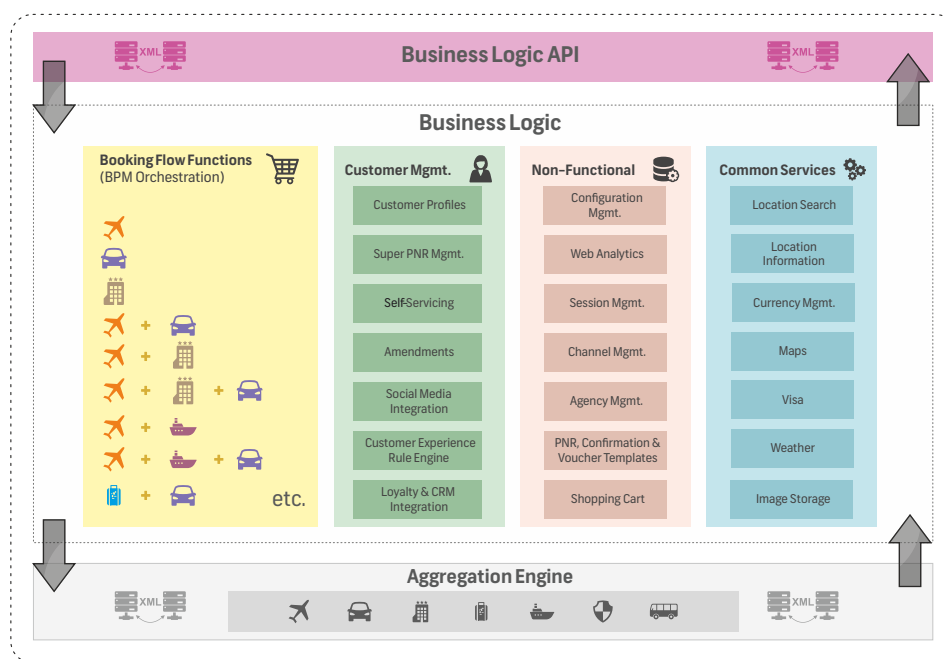 XML
Business Logic API
XML
Business Logic
Booking Flow Functions
(BPM Orchestration)
+
+
+ +
+
+ +
+
etc.
Customer Mgmt.
Customer Profiles
Super PNR Mgmt.
Self-Servicing
Amendments
Social Media
Integration
Customer Experience
Rule Engine
Loyalty & CRM
Integration
Non-Functional
Configuration
Mgmt.
Web Analytics
Session Mgmt.
Channel Mgmt.
Agency Mgmt.
PNR, Confirmation &
Voucher Templates
Shopping Cart
Common Services
Location Search
Location
Information
Currency Mgmt.
Maps
Visa
Weather
Image Storage
Aggregation Engine
XML
XML